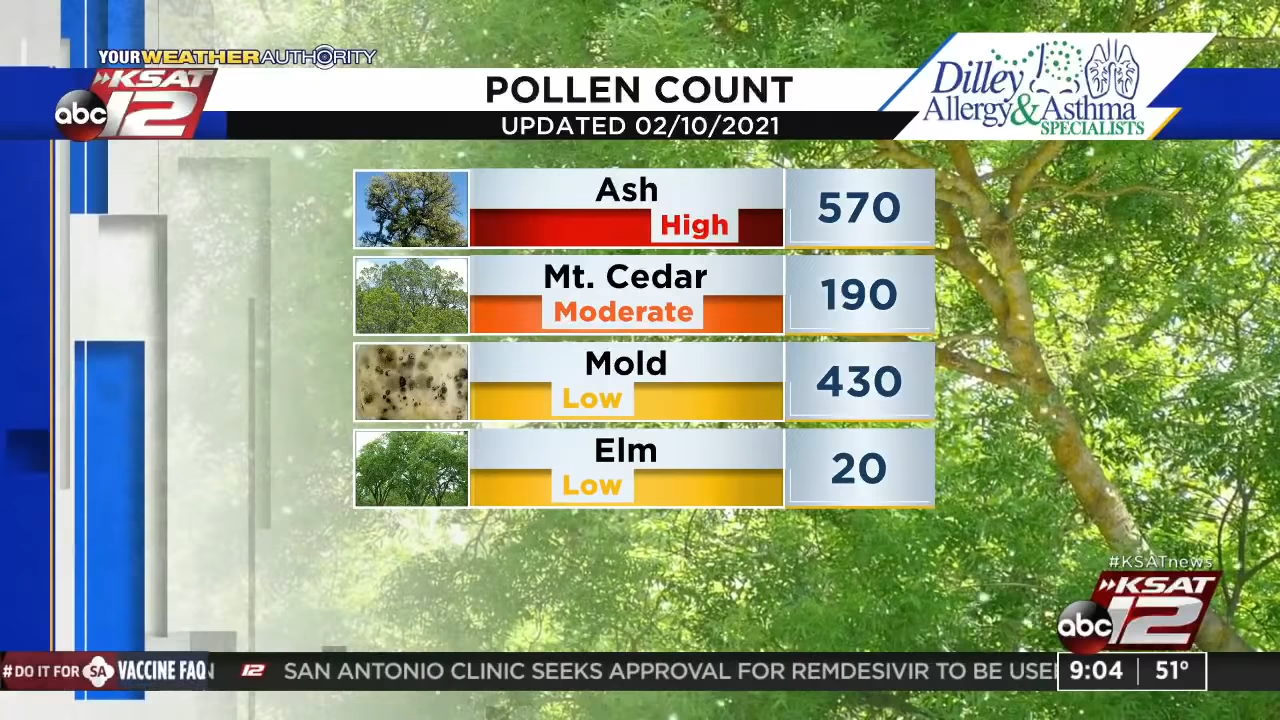 YOUR WEATHER AUTHORITY
KSAT
abc 12
POLLEN COUNT
UPDATED 02/10/2021
Dilley
Allergy & Asthma
SPECIALISTS
Ash
High
570
Mt. Cedar
Moderate
190
Mold
Low
430
Elm
Low
20
#KSATnews
KSAT
abc 12
#DO IT FOR SA VACCINE FAQ
12 SAN ANTONIO CLINIC SEEKS APPROVAL FOR REMDESIVIR TO BE USE
9:04 51°